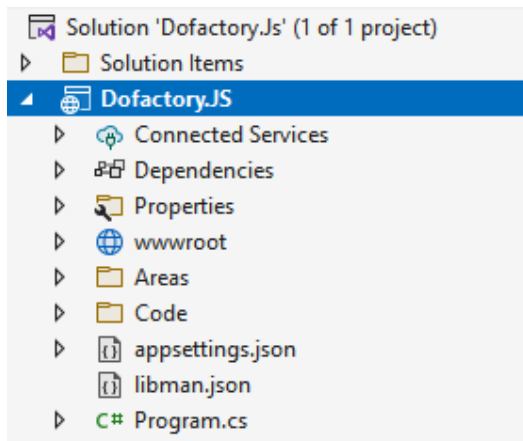 Solution 'Dofactory.Js' (1 of 1 project)
Solution Items
Dofactory.JS
Connected Services
Dependencies
Properties
wwwroot
Areas
Code
appsettings.json
libman.json
C# Program.cs